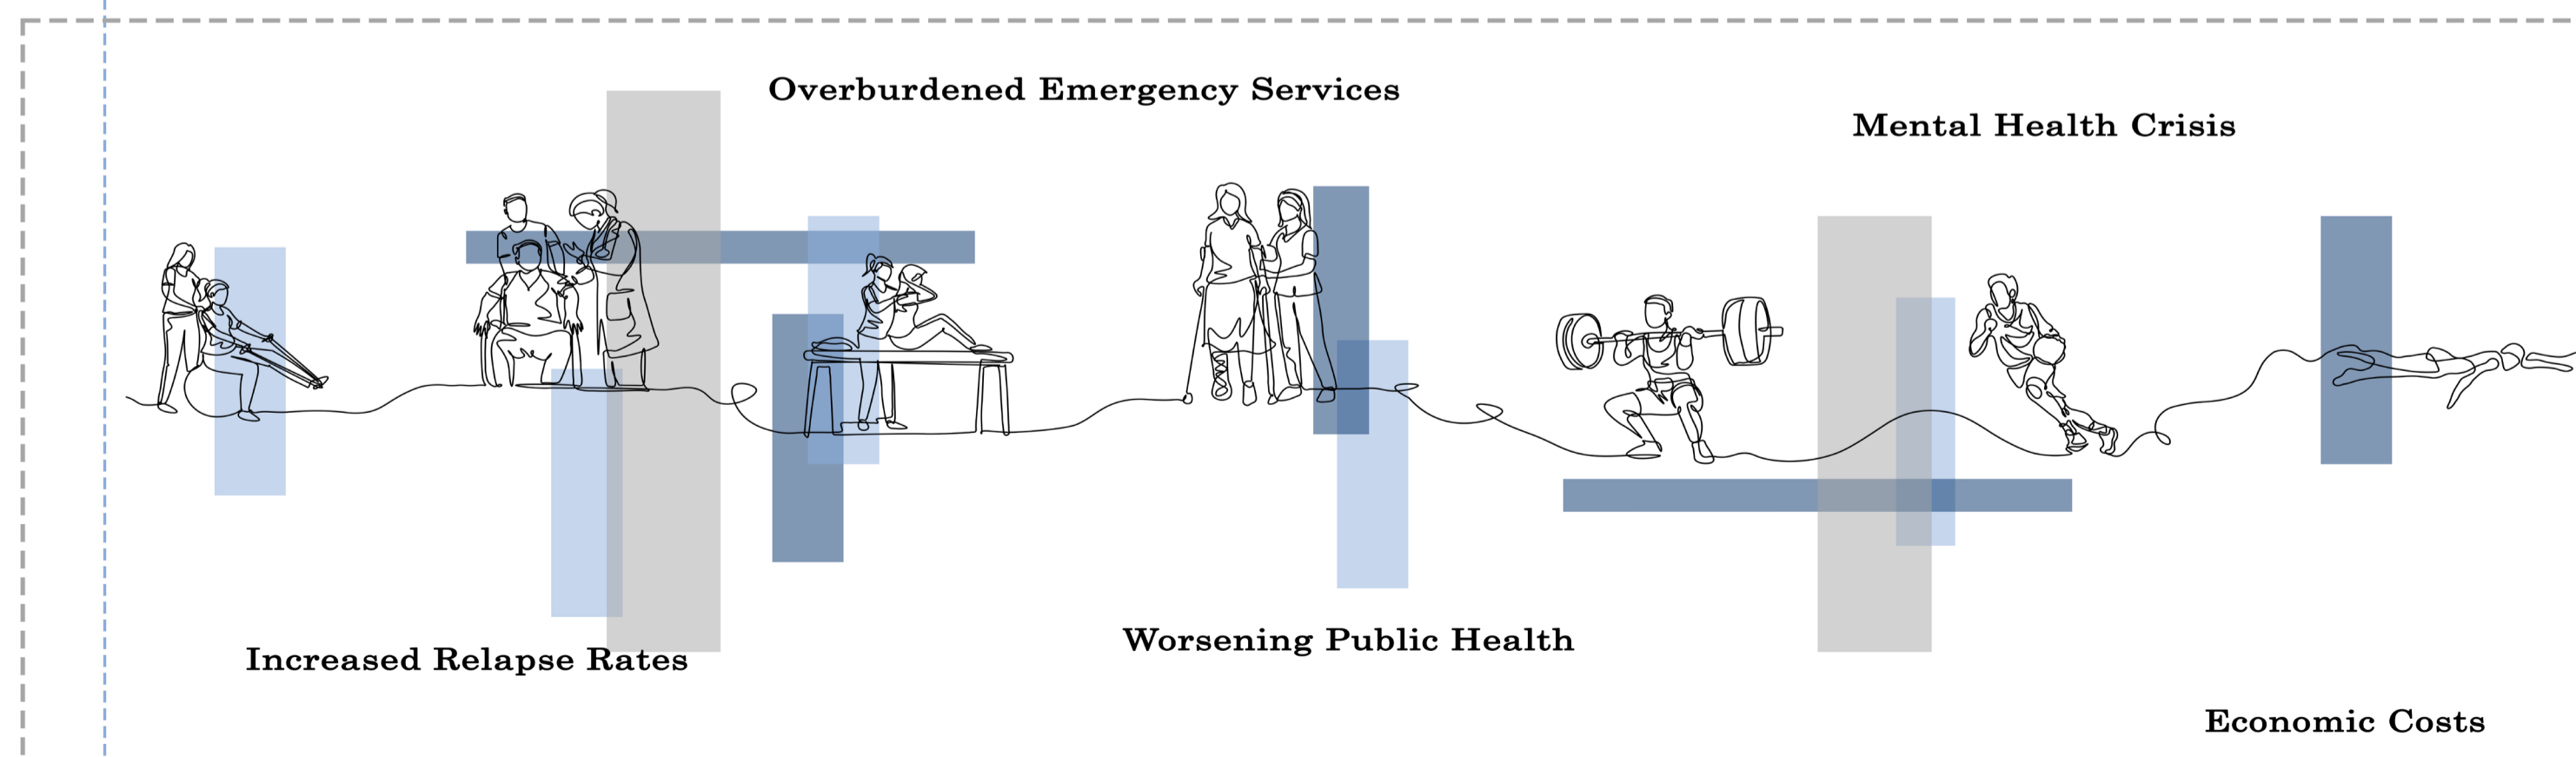 Overburdened Emergency Services
Mental Health Crisis
Worsening Public Health
Increased Relapse Rates
Economic Costs